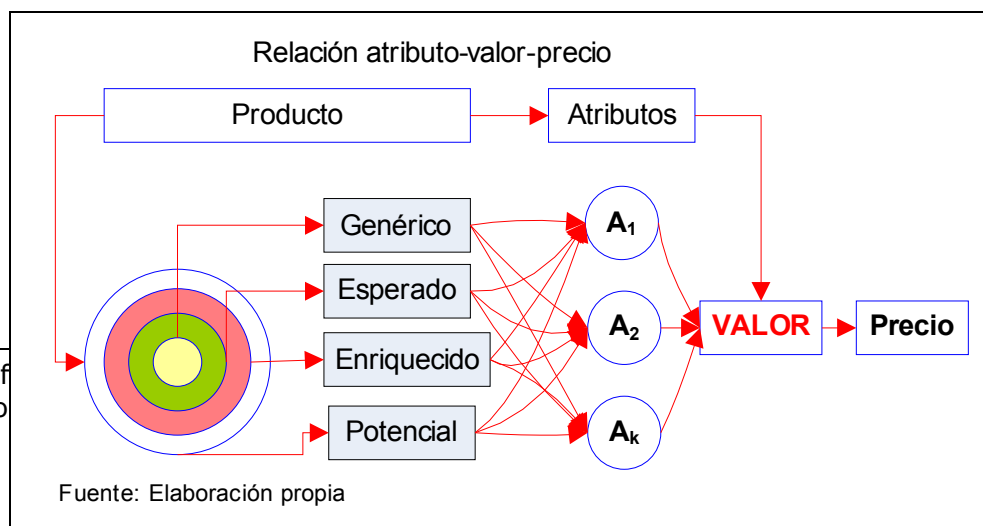 Relación atributo-valor-precio
Producto
Atributos
Genérico
Esperado
Enriquecido
Potencial
A1
A2
Ak
VALOR
Precio
Fuente: Elaboración propia